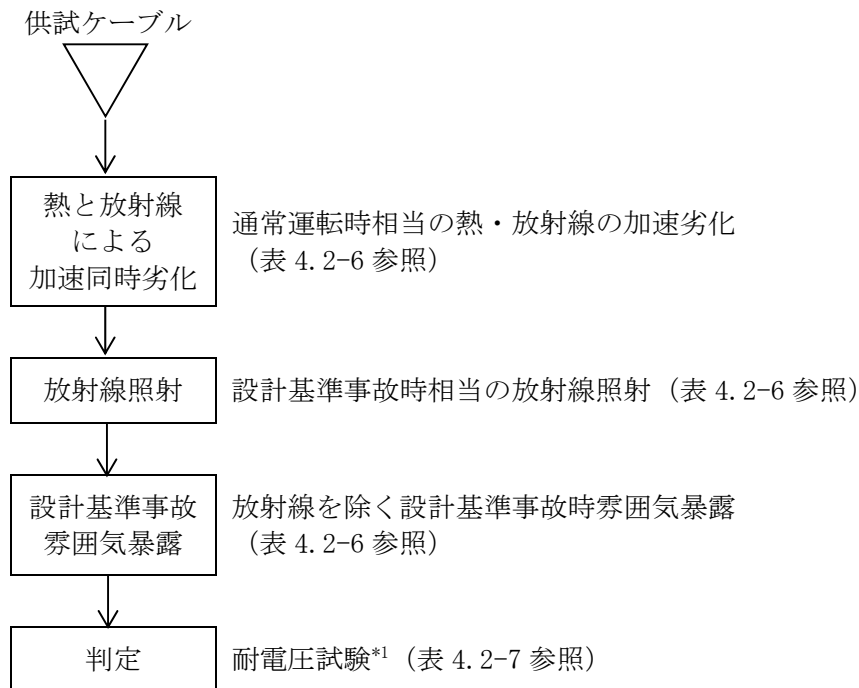 供試ケーブル
熱と放射線
による
加速同時劣化
通常運転時相当の熱・放射線の加速劣化
（表 4.2-6 参照）
放射線照射
設計基準事故時相当の放射線照射（表 4.2-6 参照）
設計基準事故
雰囲気暴露
放射線を除く設計基準事故時雰囲気暴露
（表 4.2-6 参照）
判定
耐電圧試験*1（表 4.2-7 参照）